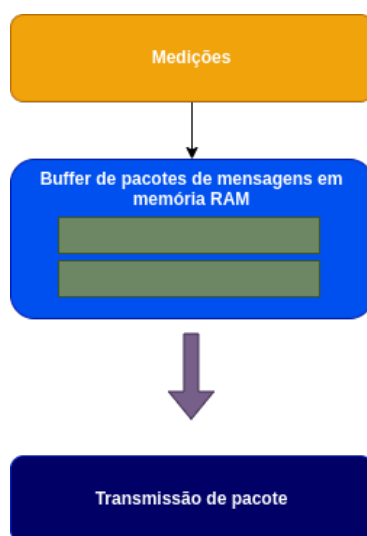 Medições
Buffer de pacotes de mensagens em
memória RAM
Transmissão de pacote